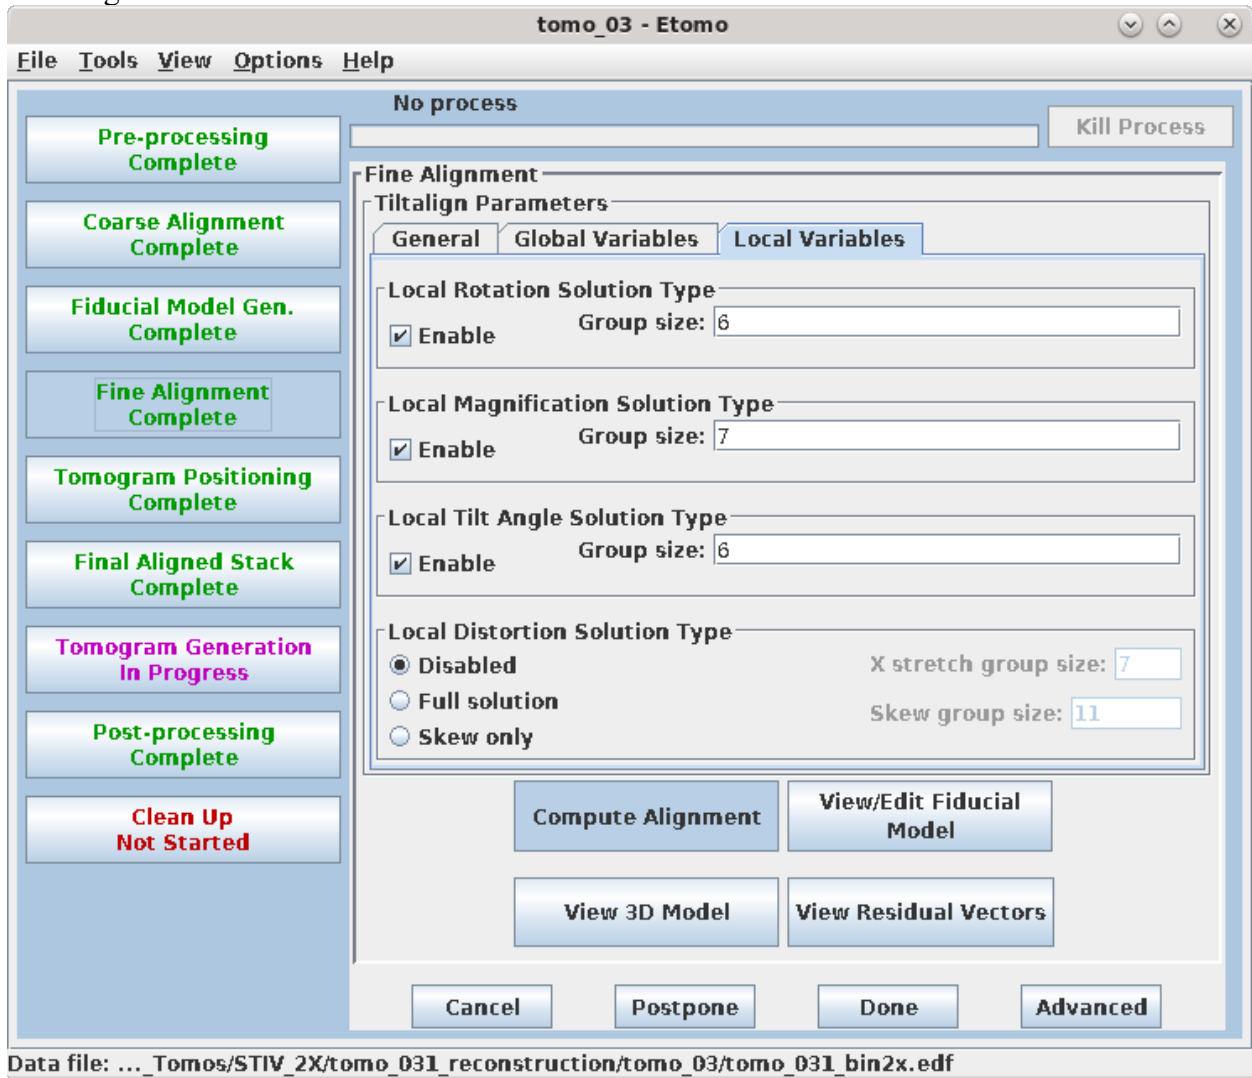 tomo_03 - Etomo
File Tools View Options Help
No process
Kill Process
Pre-processing
Complete
Coarse Alignment
Complete
Fiducial Model Gen.
Complete
Fine Alignment
Complete
Tomogram Positioning
Complete
Final Aligned Stack
Complete
Tomogram Generation
In Progress
Post-processing
Complete
Clean Up
Not Started
Fine Alignment
Tiltalign Parameters
General Global Variables Local Variables
Local Rotation Solution Type
Enable Group size: 6
Local Magnification Solution Type
Enable Group size: 7
Local Tilt Angle Solution Type
Enable Group size: 6
Local Distortion Solution Type
Disabled X stretch group size: 7
Full solution
Skew group size: 11
Skew only
Compute Alignment
View/Edit Fiducial
Model
View 3D Model
View Residual Vectors
Cancel Postpone Done Advanced
Data file: ..._Tomos/STIV_2X/tomo_031_reconstruction/tomo_03/tomo_031_bin2x.edf